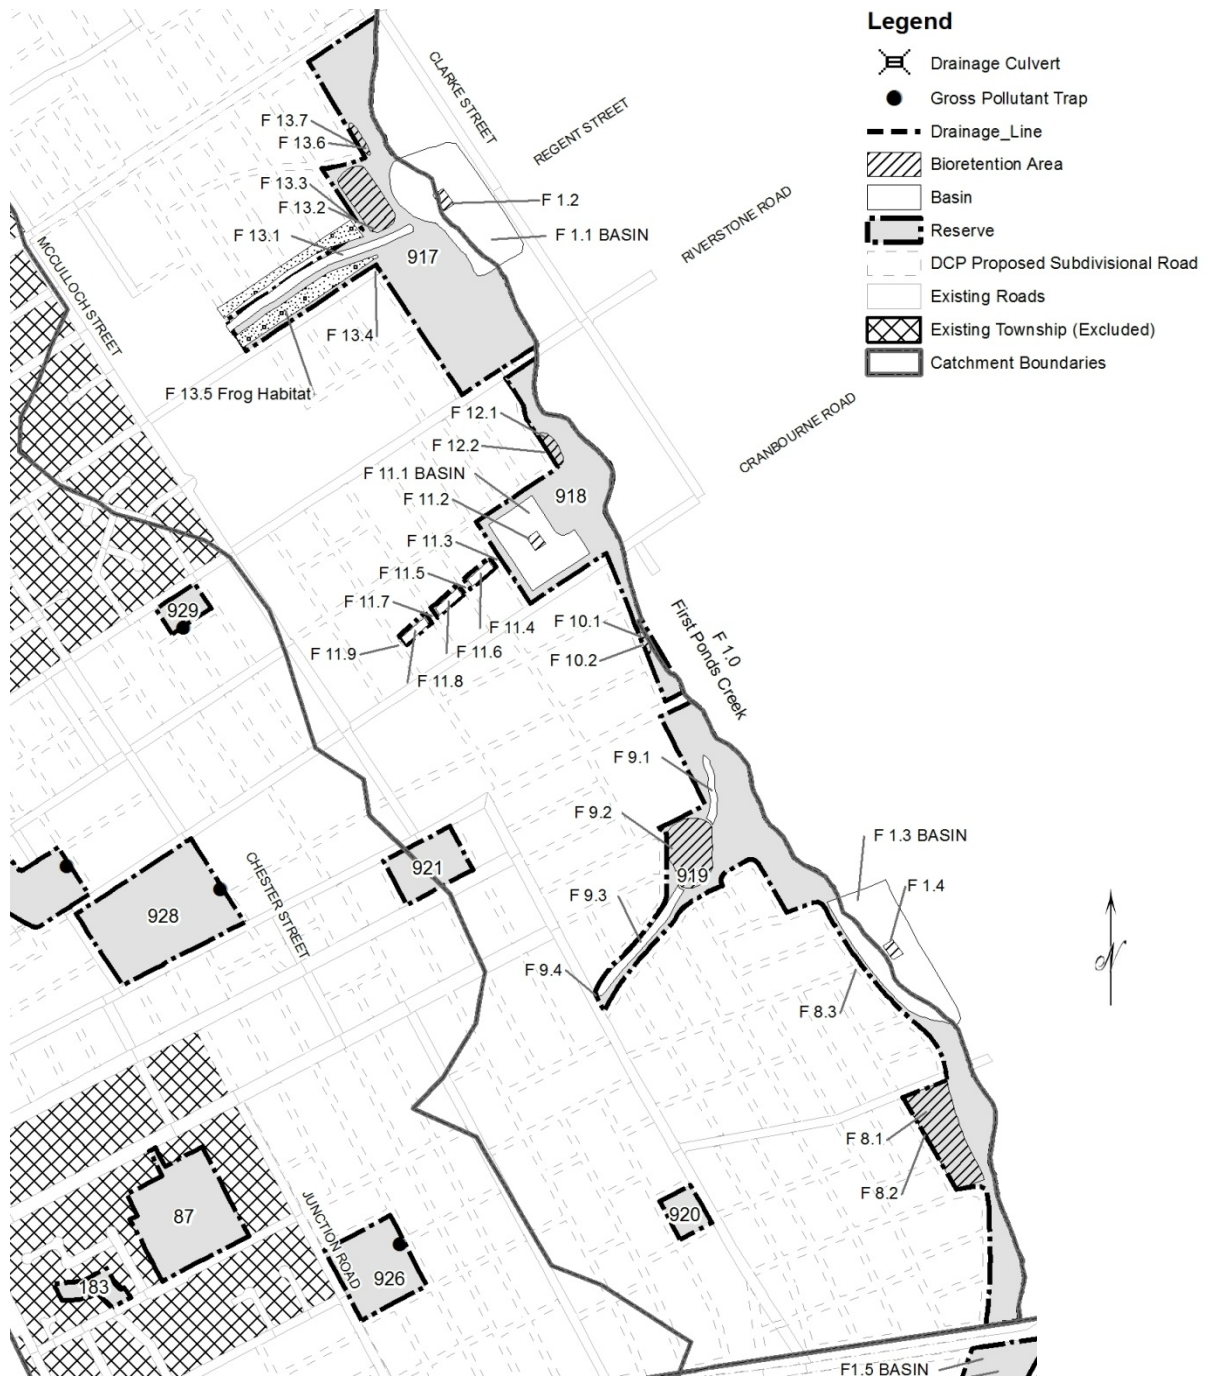 Legend
Drainage Culvert
Gross Pollutant Trap
Drainage_Line
Bioretention Area
Basin
Reserve
DCP Proposed Subdivisional Road
Existing Roads
Existing Township (Excluded)
Catchment Boundaries
CLARKE STREET
REGENT STREET
RIVERSTONE ROAD
CRANBOURNE ROAD
MCCULLOCH STREET
F 13.7
F 13.6
F 13.3
F 13.2
F 13.1
F 1.2
F 1.1 BASIN
917
F 13.4
F 13.5 Frog Habitat
F 12.1
F 12.2
F 11.1 BASIN
F 11.2
918
F 11.3
F 11.5
F 11.7
F 11.4
F 11.6
F 11.9
F 11.8
929
F 10.1
F 10.2
F 1.0
First Ponds Creek
F 9.1
F 9.2
F 1.3 BASIN
F 1.4
921
919
F 9.3
928
CHESTER STREET
F 9.4
F 8.3
N
F 8.1
F 8.2
87
JUNCTION ROAD
920
926
183
F1.5 BASIN